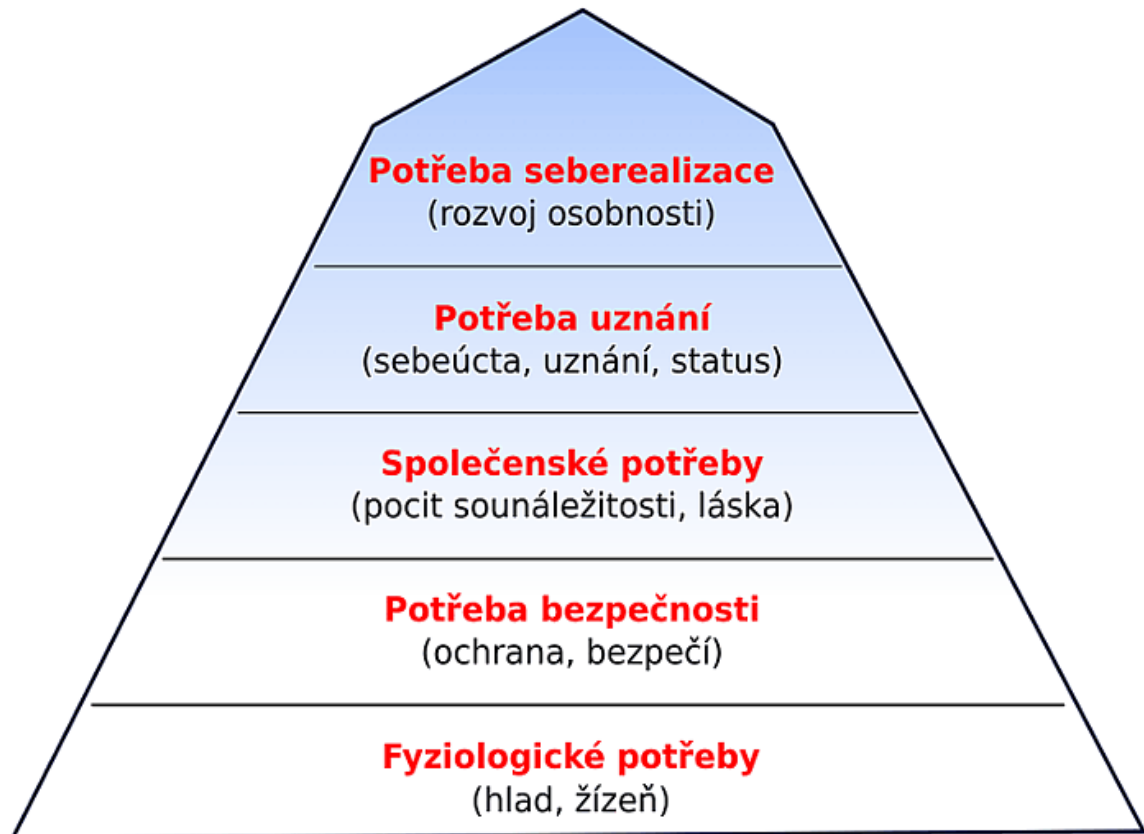 Potřeba seberealizace
(rozvoj osobnosti)
Potřeba uznání
(sebeúcta, uznání, status)
Společenské potřeby
(pocit sounáležitosti, láska)
Potřeba bezpečnosti
(ochrana, bezpečí)
Fyziologické potřeby
(hlad, žízeň)